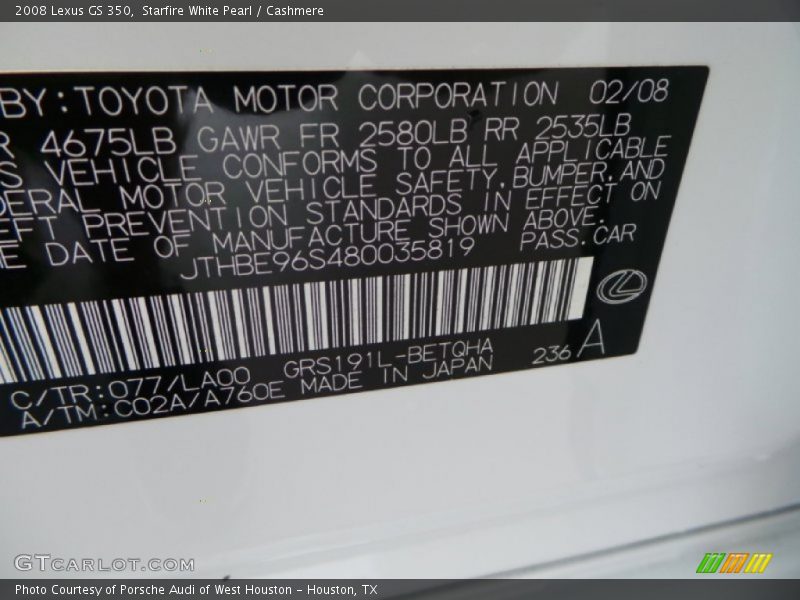 2008 Lexus GS 350, Starfire White Pearl / Cashmere
BY:TOYOTA MOTOR CORPORATION 02/08
R 4675LB GAWR FR 2580LB RR 2535LB
S VEHICLE CONFORMS TO ALL APPLICABLE
DERAL MOTOR VEHICLE SAFETY,BUMPER,AND
EFT PREVENTION STANDARDS IN EFFECT ON
E DATE OF MANUFACTURE SHOWN ABOVE.
JTHBE96S480035819 PASS.CAR
C/TR:077/LA00 GRS191L-BETQHA
A/TM:C02A/A760E MADE IN JAPAN 236 A
GTCARLOT.COM
Photo Courtesy of Porsche Audi of West Houston - Houston, TX